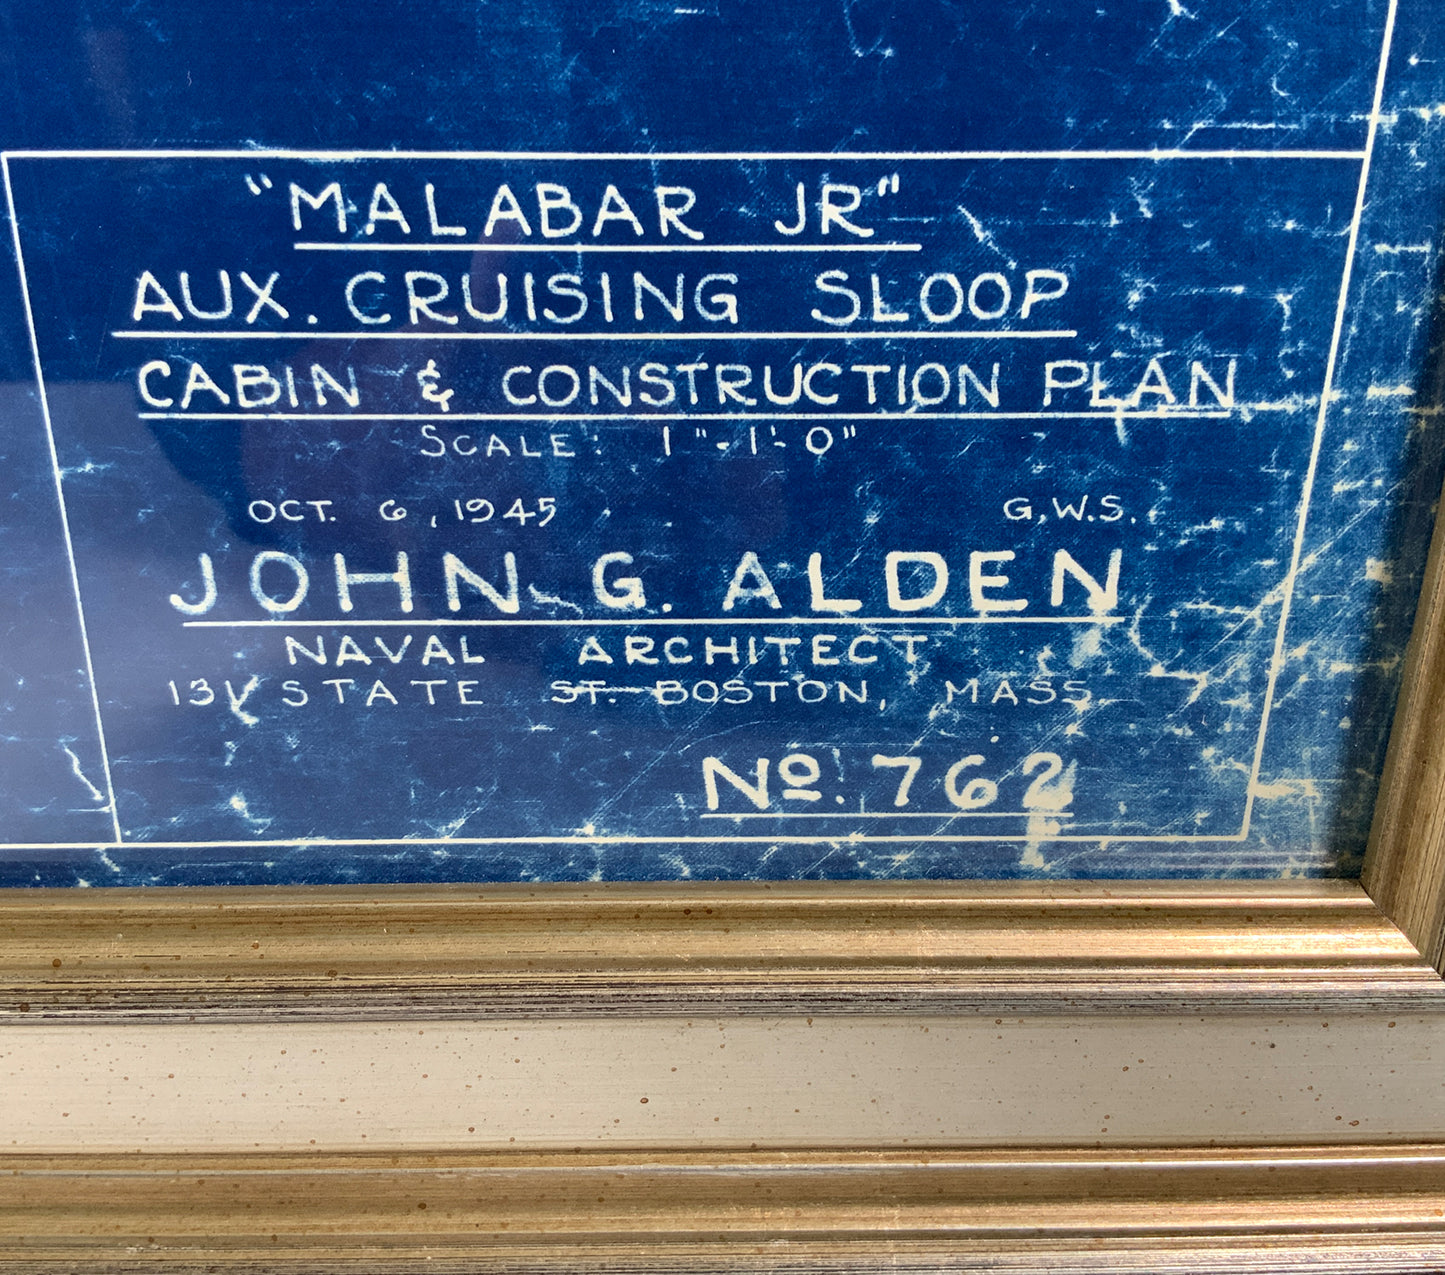 "MALABAR JR"
AUX. CRUISING SLOOP
CABIN & CONSTRUCTION PLAN
SCALE: 1" - 1'-0"
OCT. 6, 1945 G.W.S.
JOHN G. ALDEN
NAVAL ARCHITECT
131 STATE ST. BOSTON, MASS.
Nº. 762